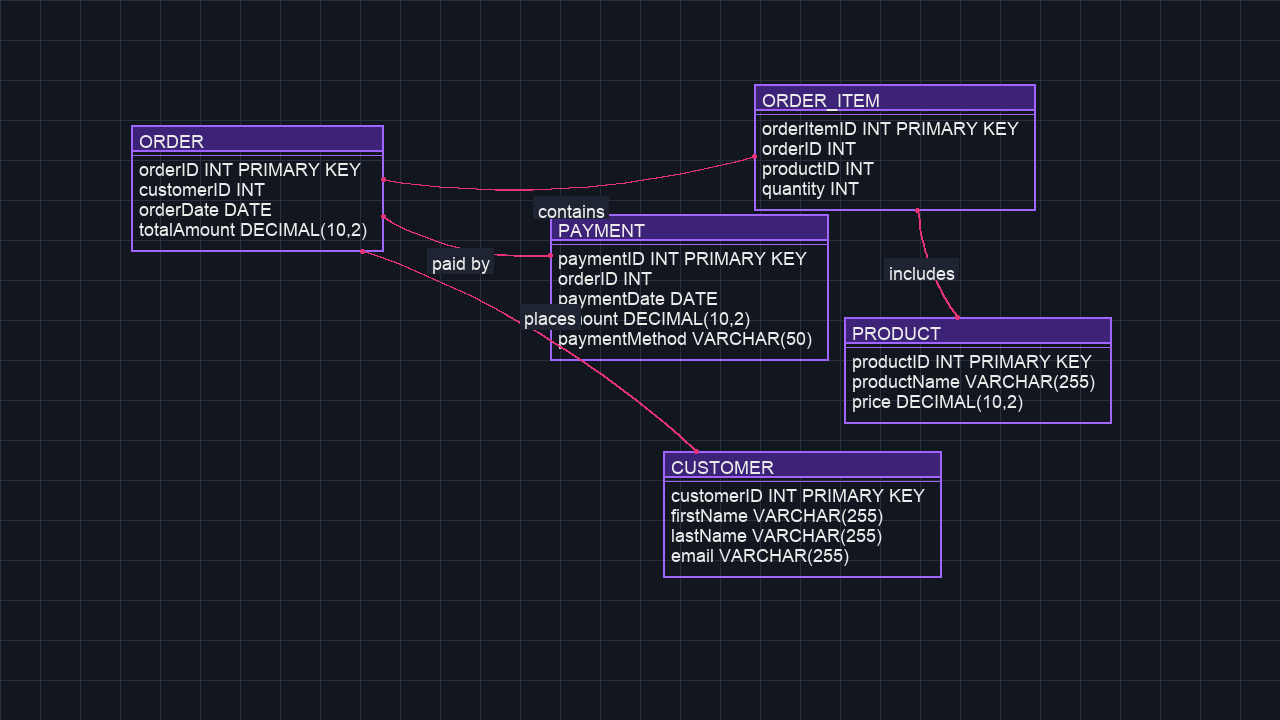 ORDER
orderID INT PRIMARY KEY
customerID INT
orderDate DATE
totalAmount DECIMAL(10,2)
ORDER_ITEM
orderItemID INT PRIMARY KEY
orderID INT
productID INT
quantity INT
contains
PAYMENT
paymentID INT PRIMARY KEY
orderID INT
paymentDate DATE
ount DECIMAL(10,2)
paymentMethod VARCHAR(50)
paid by
places
includes
PRODUCT
productID INT PRIMARY KEY
productName VARCHAR(255)
price DECIMAL(10,2)
CUSTOMER
customerID INT PRIMARY KEY
firstName VARCHAR(255)
lastName VARCHAR(255)
email VARCHAR(255)